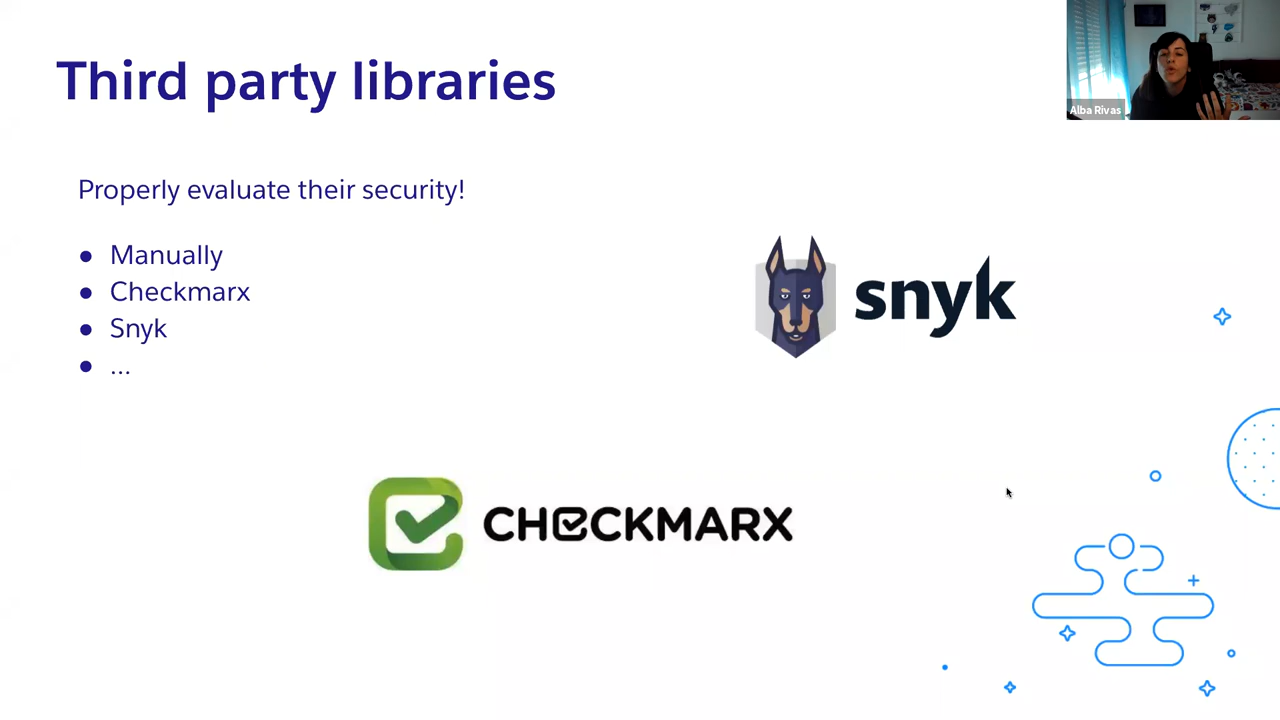 Third party libraries
Alba Rivas
Properly evaluate their security!
● Manually
● Checkmarx
● Snyk
● ...
snyk
CHECKMARX